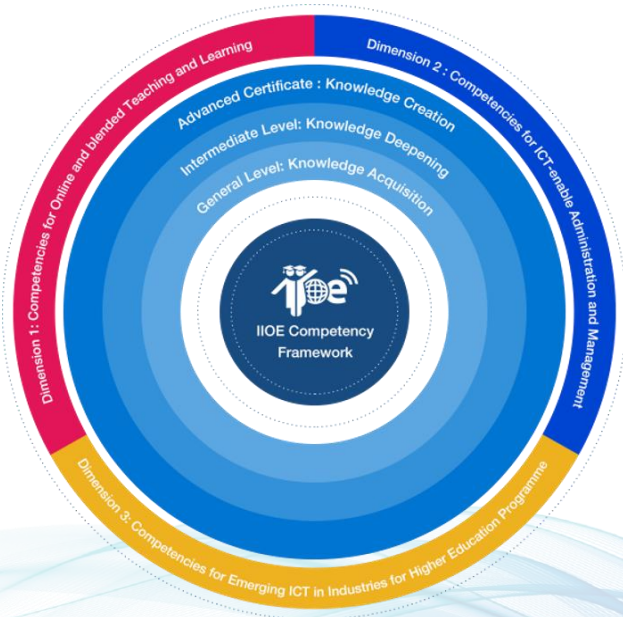 Dimension 1: Competencies for Online and blended Teaching and Learning
Dimension 2 : Competencies for ICT-enable Administration and Management
Advanced Certificate : Knowledge Creation
Intermediate Level: Knowledge Deepening
General Level: Knowledge Acquisition
IIOE
IIOE Competency
Framework
Dimension 3: Competencies for Emerging ICT in Industries for Higher Education Programme